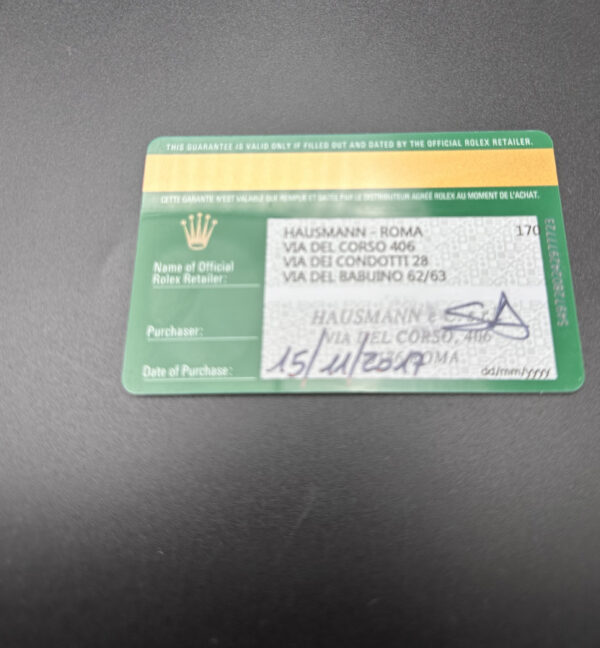 THIS GUARANTEE IS VALID ONLY IF FILLED OUT AND DATED BY THE OFFICIAL ROLEX RETAILER.
CETTE GARANTIE N'EST VALABLE QUE REMPLIE ET DATÉE PAR LE DISTRIBUTEUR AGRÉÉ ROLEX AU MOMENT DE L'ACHAT.
HAUSMANN - ROMA 170
VIA DEL CORSO 406
VIA DEI CONDOTTI 28
VIA DEL BABUINO 62/63
Name of Official
Rolex Retailer:
HAUSMANN & C.
Purchaser:
VIA DEL CORSO, 406
ROMA
Date of Purchase:
15/11/2017
dd/mm/yyyy